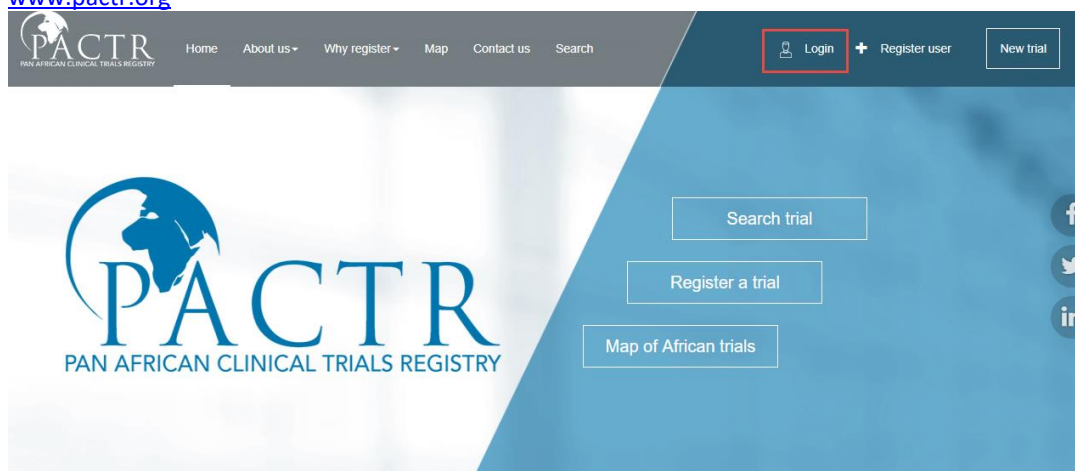 www.pactr.org
PACTR
PAN AFRICAN CLINICAL TRIALS REGISTRY
Home About us Why register Map Contact us Search Login Register user New trial
Search trial
Register a trial
Map of African trials
PACTR
PAN AFRICAN CLINICAL TRIALS REGISTRY